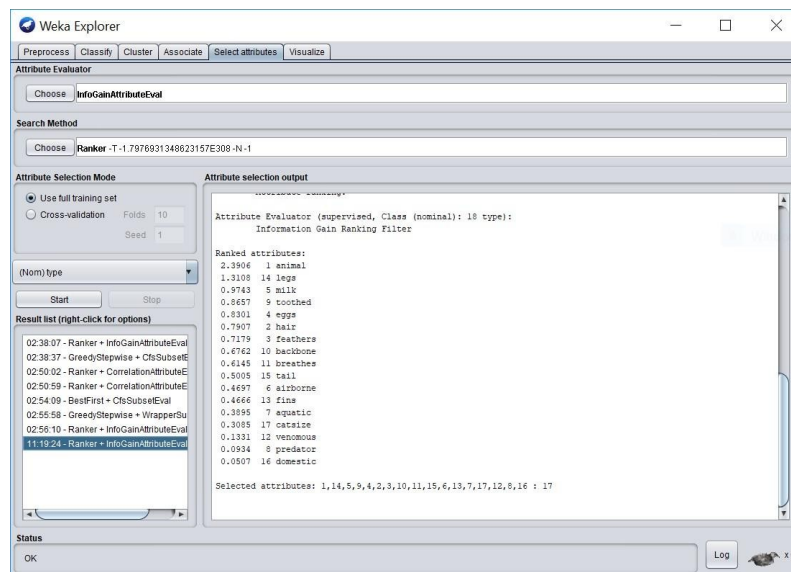 Weka Explorer
Preprocess Classify Cluster Associate Select attributes Visualize
Attribute Evaluator
Choose InfoGainAttributeEval
Search Method
Choose Ranker -T -1.7976931348623157E308 -N -1
Attribute Selection Mode
Use full training set
Cross-validation Folds 10
Seed 1
(Nom) type
Start Stop
Result list (right-click for options)
02:38:07 - Ranker + InfoGainAttributeEval
02:38:37 - GreedyStepwise + CfsSubsetE
02:50:02 - Ranker + CorrelationAttributeE
02:50:59 - Ranker + CorrelationAttributeE
02:54:09 - BestFirst + CfsSubsetEval
02:55:58 - GreedyStepwise + WrapperSu
02:56:10 - Ranker + InfoGainAttributeEval
11:19:24 - Ranker + InfoGainAttributeEval
Attribute selection output
Attribute Evaluator (supervised, Class (nominal): 18 type):
Information Gain Ranking Filter
Ranked attributes:
2.3906 1 animal
1.3108 14 legs
0.9743 5 milk
0.8657 9 toothed
0.8301 4 eggs
0.7907 2 hair
0.7179 3 feathers
0.6762 10 backbone
0.6145 11 breathes
0.5005 15 tail
0.4697 6 airborne
0.4666 13 fins
0.3895 7 aquatic
0.3085 17 catsize
0.1331 12 venomous
0.0934 8 predator
0.0507 16 domestic
Selected attributes: 1,14,5,9,4,2,3,10,11,15,6,13,7,17,12,8,16 : 17
Status
OK
Log
x